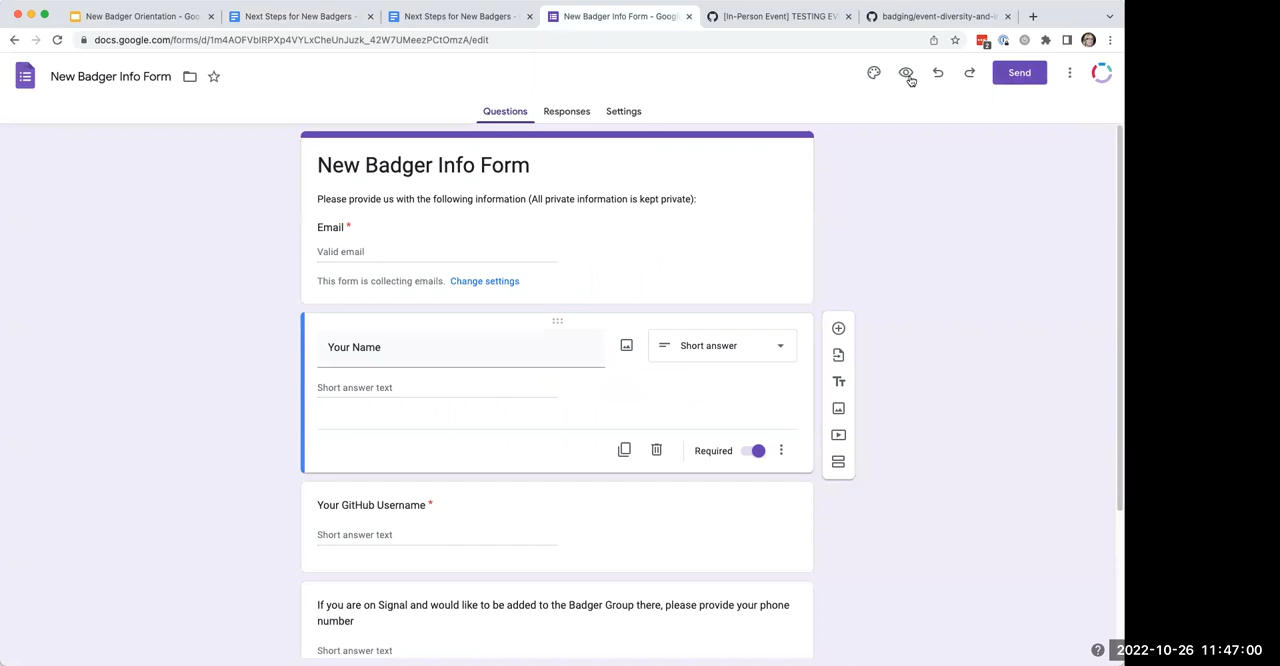 New Badger Orientation - Goo
Next Steps for New Badgers -
Next Steps for New Badgers -
New Badger Info Form - Googl
[In-Person Event] TESTING EV
badging/event-diversity-and-i
docs.google.com/forms/d/1m4AOFVbIRPXp4VYLxCheUnJuzk_42W7UMeezPCtOmzA/edit
2
New Badger Info Form
Send
Questions
Responses
Settings
New Badger Info Form
Please provide us with the following information (All private information is kept private):
Email *
Valid email
This form is collecting emails. Change settings
Your Name
Short answer
Short answer text
Required
Your GitHub Username *
Short answer text
If you are on Signal and would like to be added to the Badger Group there, please provide your phone
number
Short answer text
2022-10-26 11:47:00